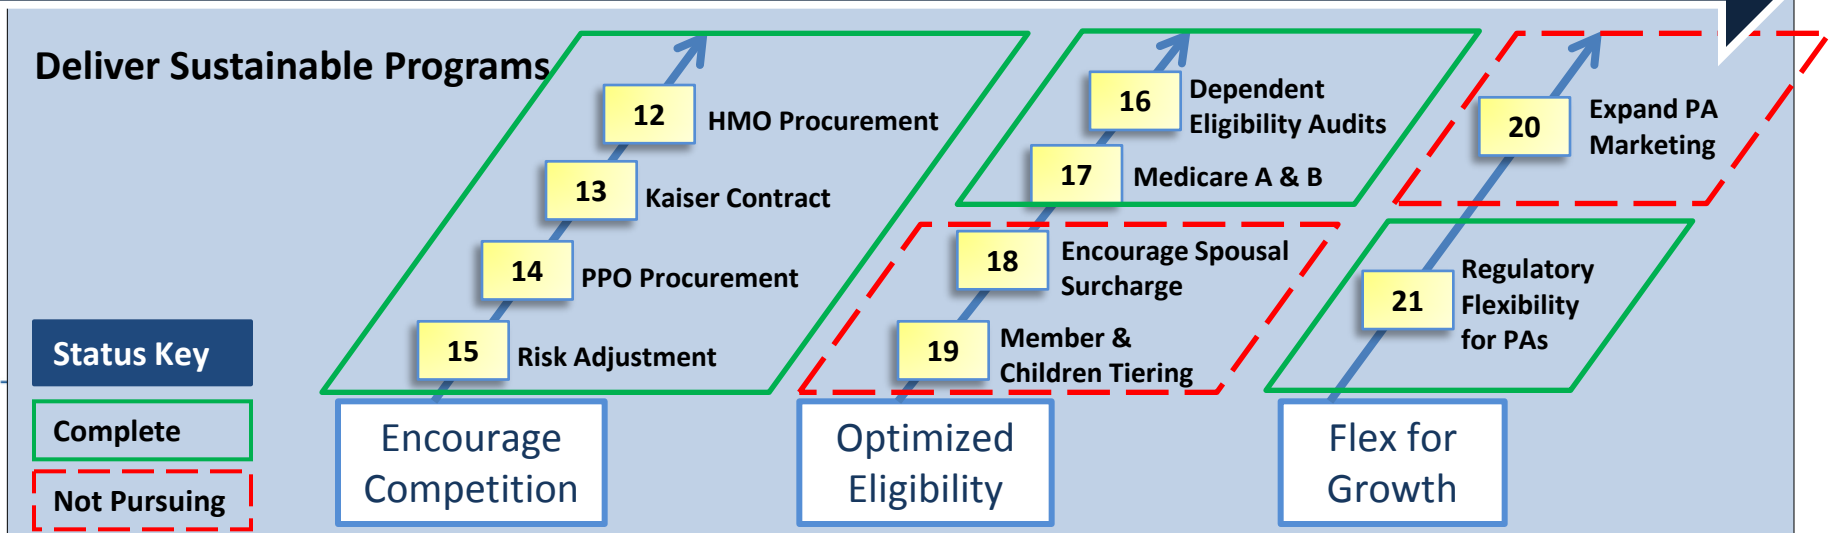 Deliver Sustainable Programs
12
HMO Procurement
13
Kaiser Contract
14
PPO Procurement
15
Risk Adjustment
Encourage
Competition
16
Dependent
Eligibility Audits
17
Medicare A & B
18
Encourage Spousal
Surcharge
19
Member &
Children Tiering
Optimized
Eligibility
20
Expand PA
Marketing
21
Regulatory
Flexibility
for PAs
Flex for
Growth
Status Key
Complete
Not Pursuing